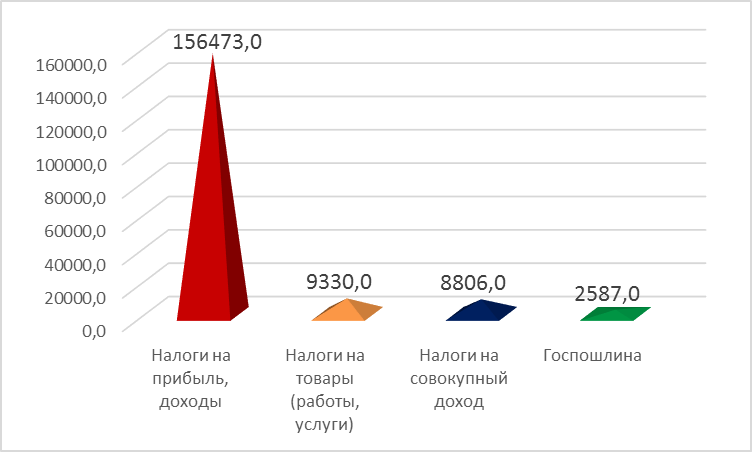 156473,0
160000,0
140000,0
120000,0
100000,0
80000,0
60000,0
40000,0
20000,0
0,0
9330,0
8806,0
2587,0
Налоги на
прибыль,
доходы
Налоги на
товары
(работы,
услуги)
Налоги на
совокупный
доход
Госпошлина